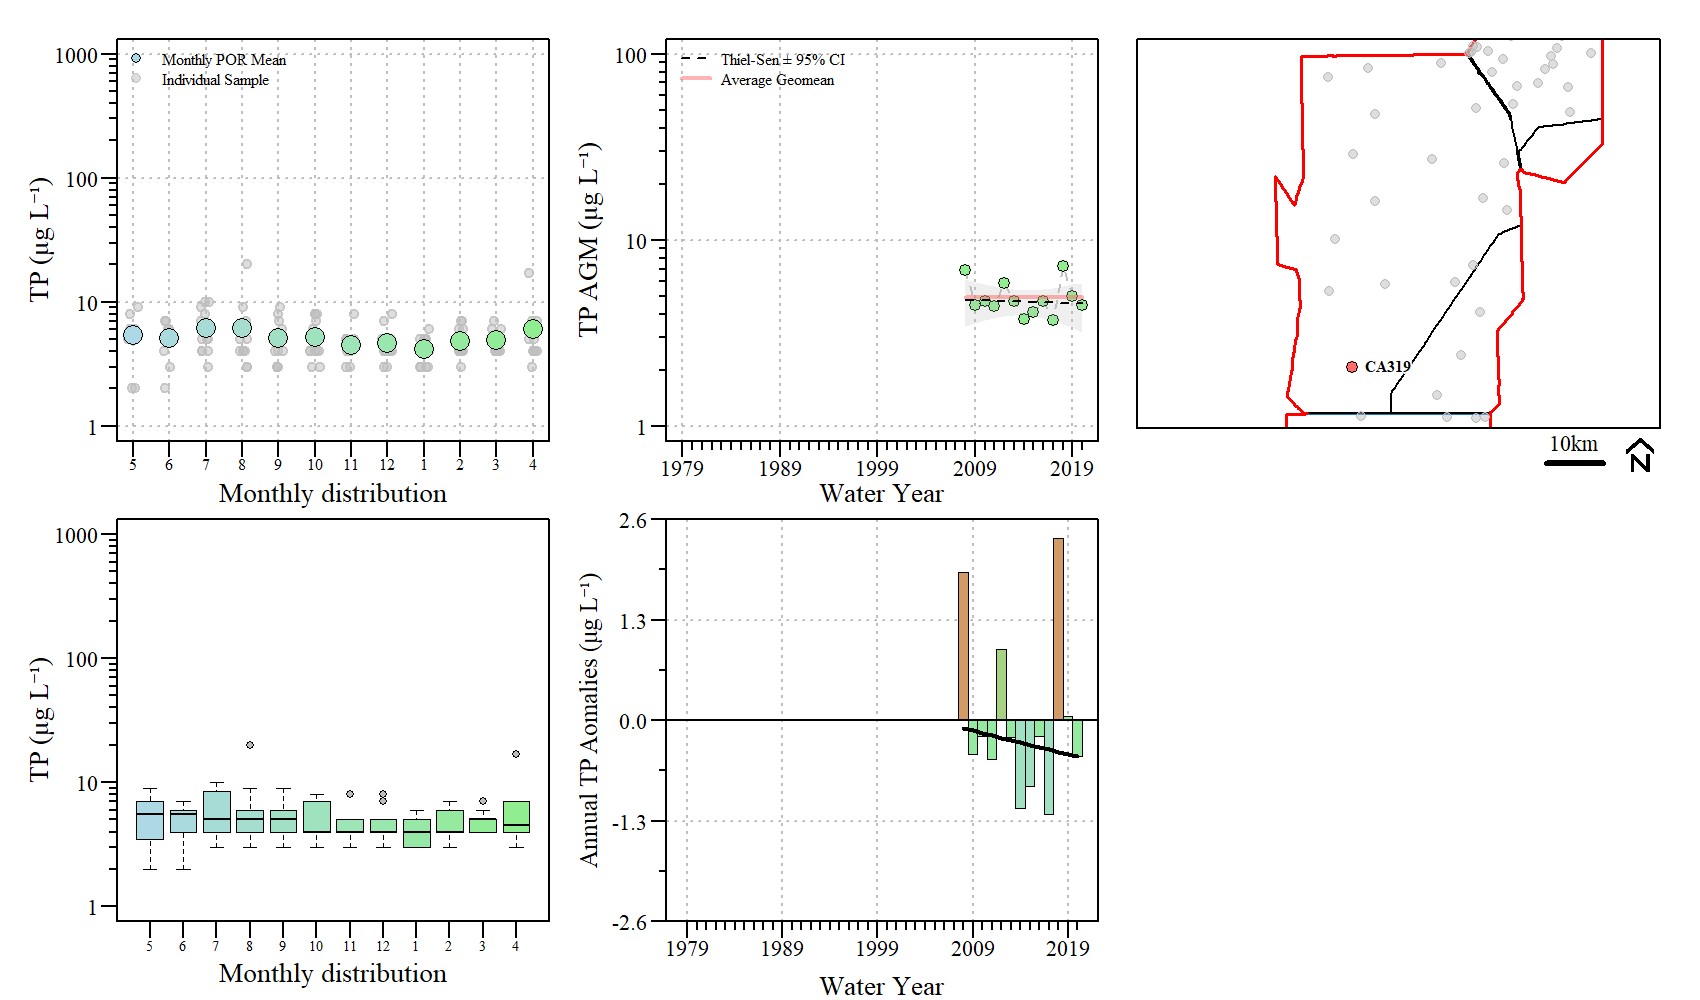 1000
100
10
1
TP (µg L⁻¹)
Monthly POR Mean
Individual Sample
5 6 7 8 9 10 11 12 1 2 3 4
Monthly distribution
100
10
1
TP AGM (µg L⁻¹)
Thiel-Sen ± 95% CI
Average Geomean
1979 1989 1999 2009 2019
Water Year
CA319
10km
N
1000
100
10
1
TP (µg L⁻¹)
5 6 7 8 9 10 11 12 1 2 3 4
Monthly distribution
2.6
1.3
0.0
-1.3
-2.6
Annual TP Aomalies (µg L⁻¹)
1979 1989 1999 2009 2019
Water Year